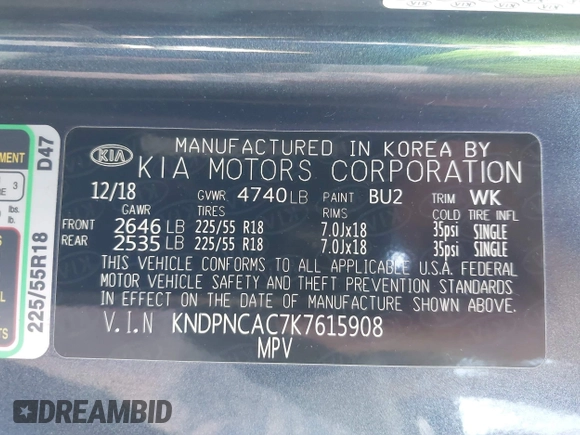 MANUFACTURED IN KOREA BY
KIA KIA MOTORS CORPORATION
12/18 GVWR 4740LB PAINT BU2 TRIM WK
GAWR TIRES RIMS COLD TIRE INFL
FRONT 2646 LB 225/55 R18 7.0Jx18 35psi SINGLE
REAR 2535 LB 225/55 R18 7.0Jx18 35psi SINGLE
THIS VEHICLE CONFORMS TO ALL APPLICABLE U.S.A. FEDERAL
MOTOR VEHICLE SAFETY AND THEFT PREVENTION STANDARDS
IN EFFECT ON THE DATE OF MANUFACTURE SHOWN ABOVE.
V.I.N KNDPNCAC7K7615908
MPV
D47
225/55R18
3
lbs.
lb.
DREAMBID